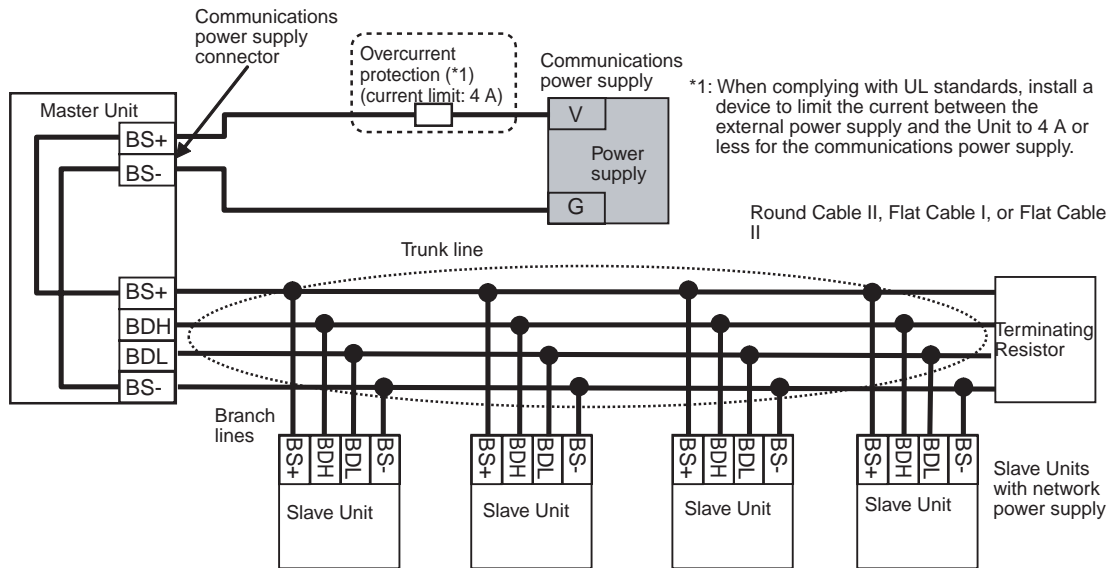 Communications
power supply
connector
Overcurrent
protection (*1)
(current limit: 4 A)
Communications
power supply
*1: When complying with UL standards, install a
device to limit the current between the
external power supply and the Unit to 4 A or
less for the communications power supply.
Master Unit
BS+
BS-
V
Power
supply
G
Round Cable II, Flat Cable I, or Flat Cable
II
Trunk line
BS+
BDH
BDL
BS-
Terminating
Resistor
Branch
lines
BS+
BDH
BDL
BS-
Slave Unit
BS+
BDH
BDL
BS-
Slave Unit
BS+
BDH
BDL
BS-
Slave Unit
BS+
BDH
BDL
BS-
Slave Unit
Slave Units
with network
power supply